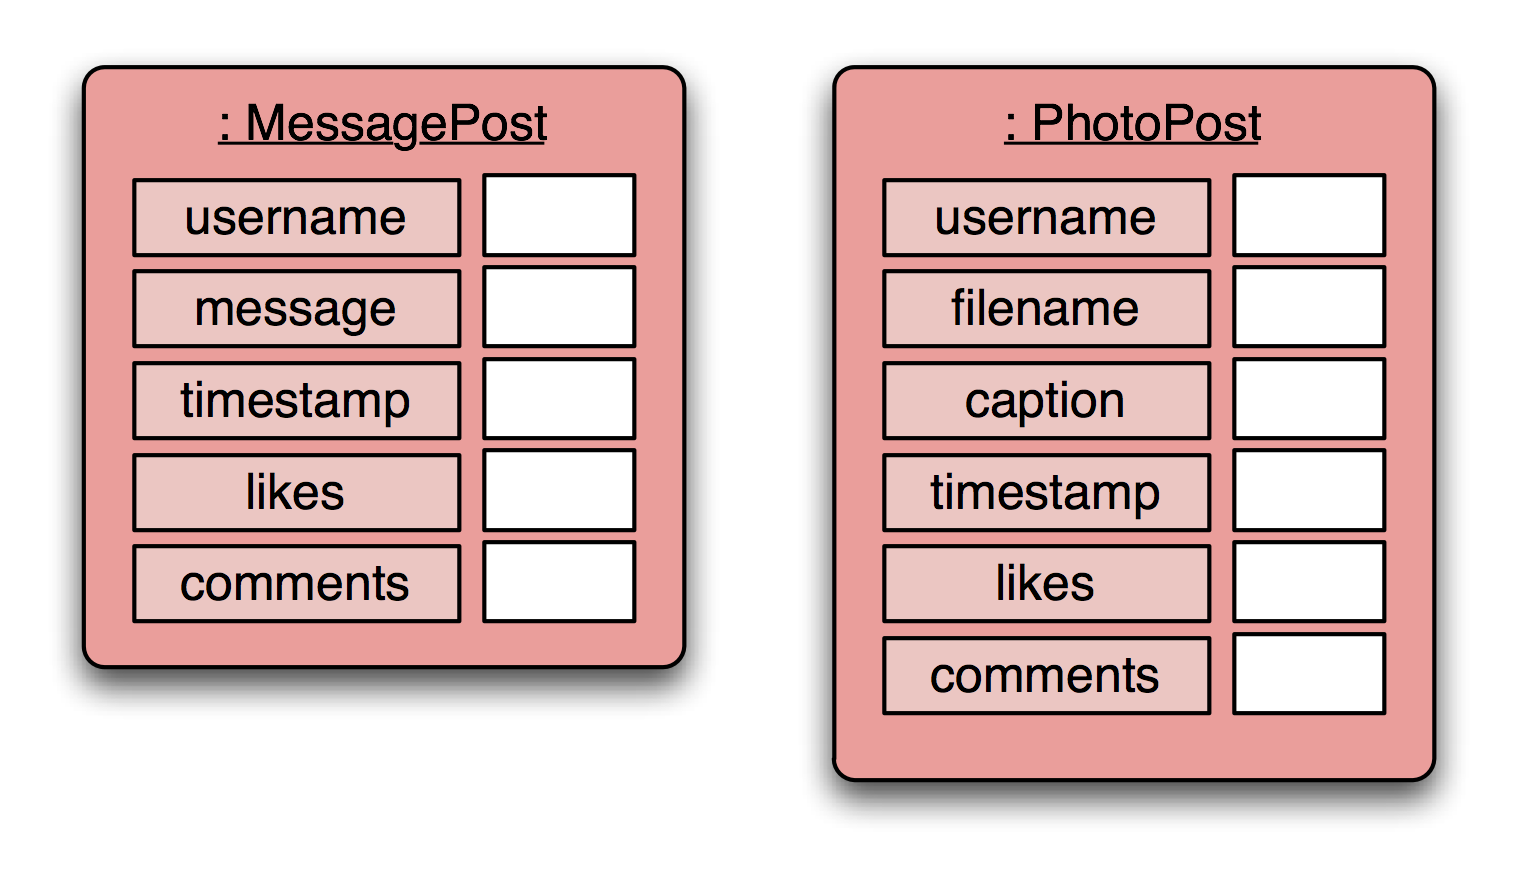 : MessagePost
username
message
timestamp
likes
comments
: PhotoPost
username
filename
caption
timestamp
likes
comments